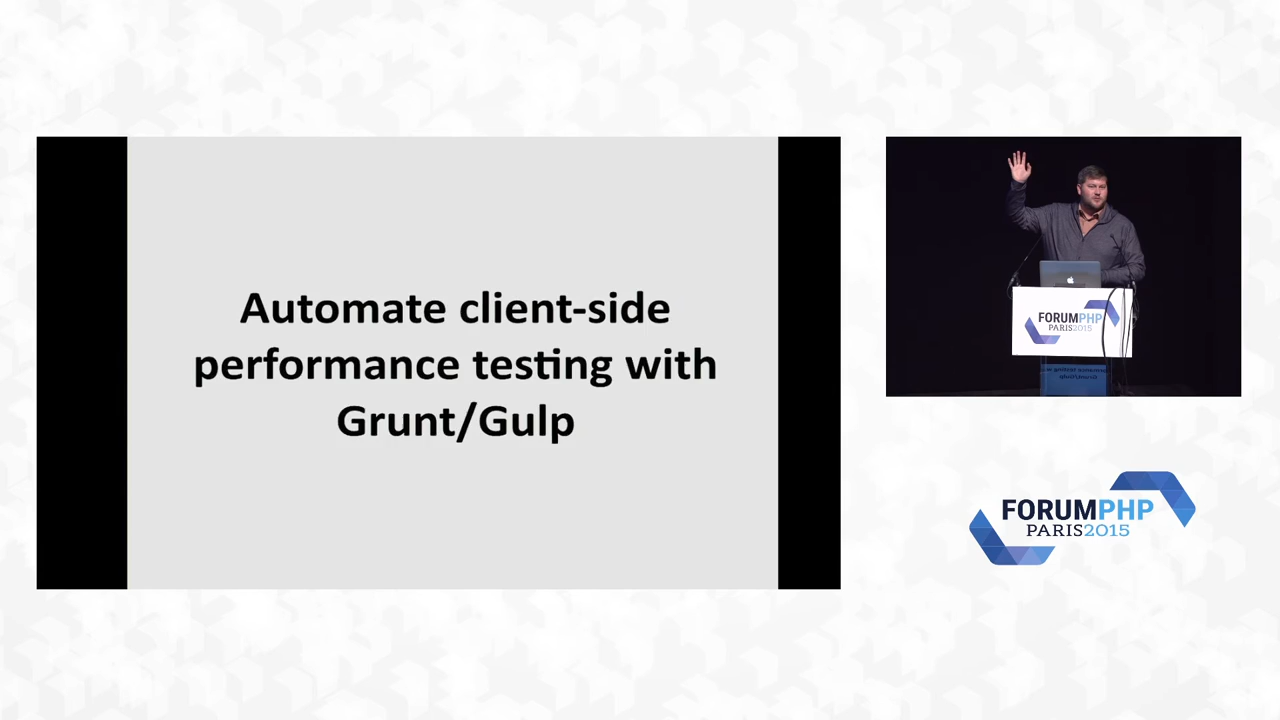 Automate client-side
performance testing with
Grunt/Gulp
FORUMPHP
PARIS2015
FORUMPHP
PARIS2015